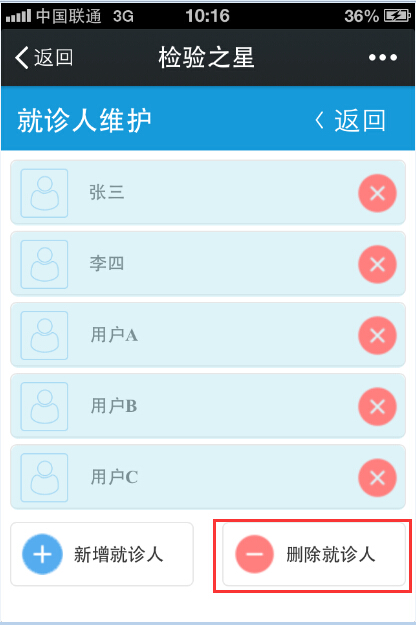 中国联通 3G 10:16 36%
返回 检验之星
就诊人维护 返回
张三
李四
用户A
用户B
用户C
新增就诊人 删除就诊人